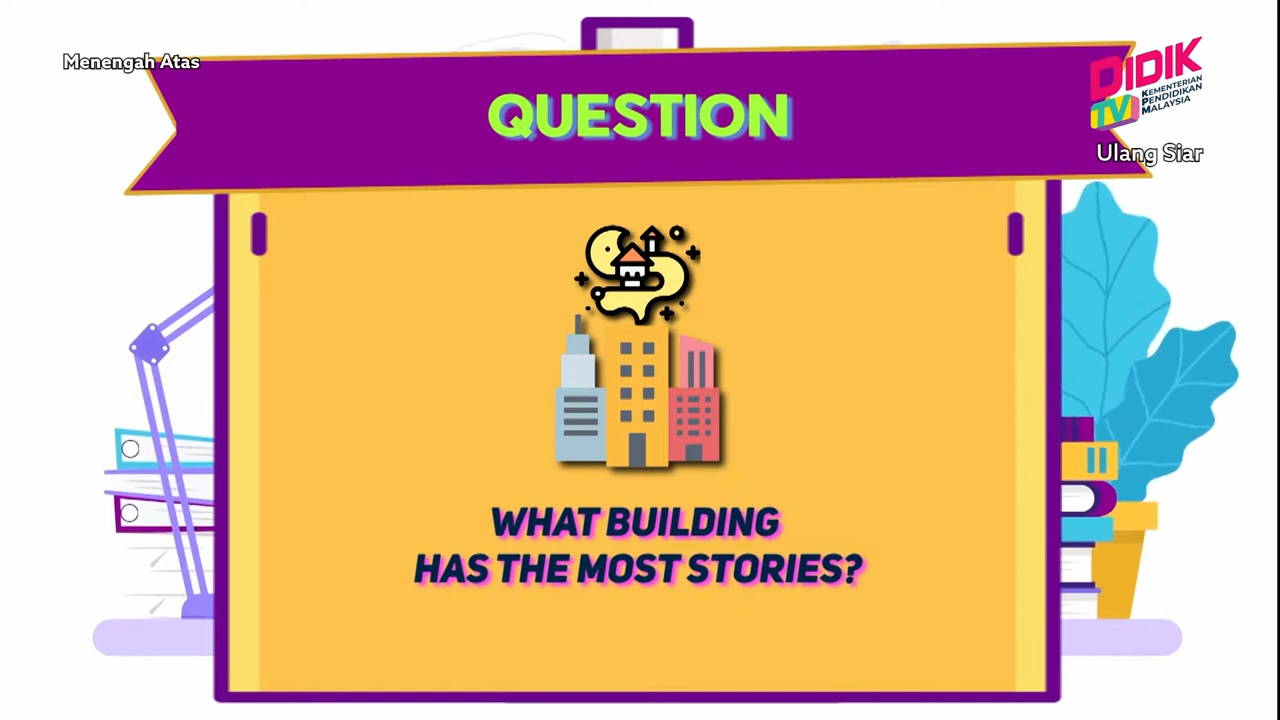 Menengah Atas
QUESTION
DIDIK
TV
KEMENTERIAN
PENDIDIKAN
MALAYSIA
Ulang Siar
WHAT BUILDING
HAS THE MOST STORIES?